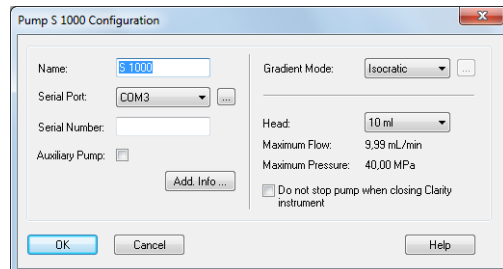 Pump S 1000 Configuration
Name: S 1000
Serial Port: COM3 ...
Serial Number:
Auxiliary Pump:
Add. Info ...
Gradient Mode: Isocratic ...
Head: 10 ml
Maximum Flow: 9,99 mL/min
Maximum Pressure: 40,00 MPa
Do not stop pump when closing Clarity
instrument
OK Cancel Help